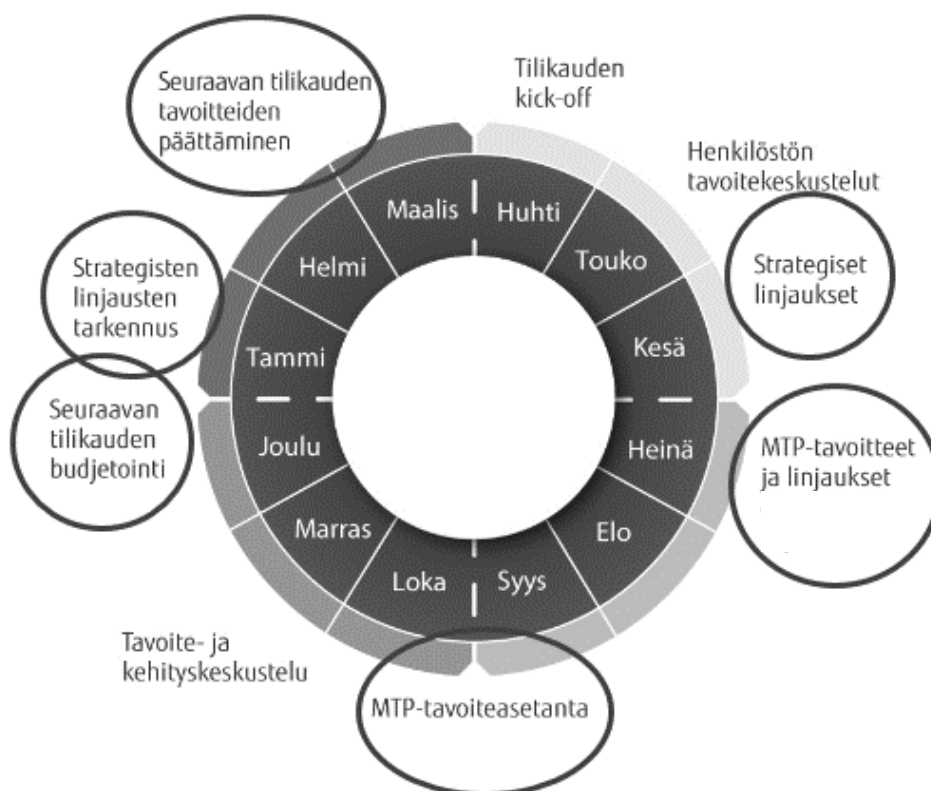 Seuraavan tilikauden
tavoitteiden
päättäminen
Tilikauden
kick-off
Henkilöstön
tavoitekeskustelut
Strategiset
linjaukset
MTP-tavoitteet
ja linjaukset
MTP-tavoiteasetanta
Tavoite- ja
kehityskeskustelu
Seuraavan
tilikauden
budjetointi
Strategisten
linjausten
tarkennus
Huhti
Touko
Kesä
Heinä
Elo
Syys
Loka
Marras
Joulu
Tammi
Helmi
Maalis